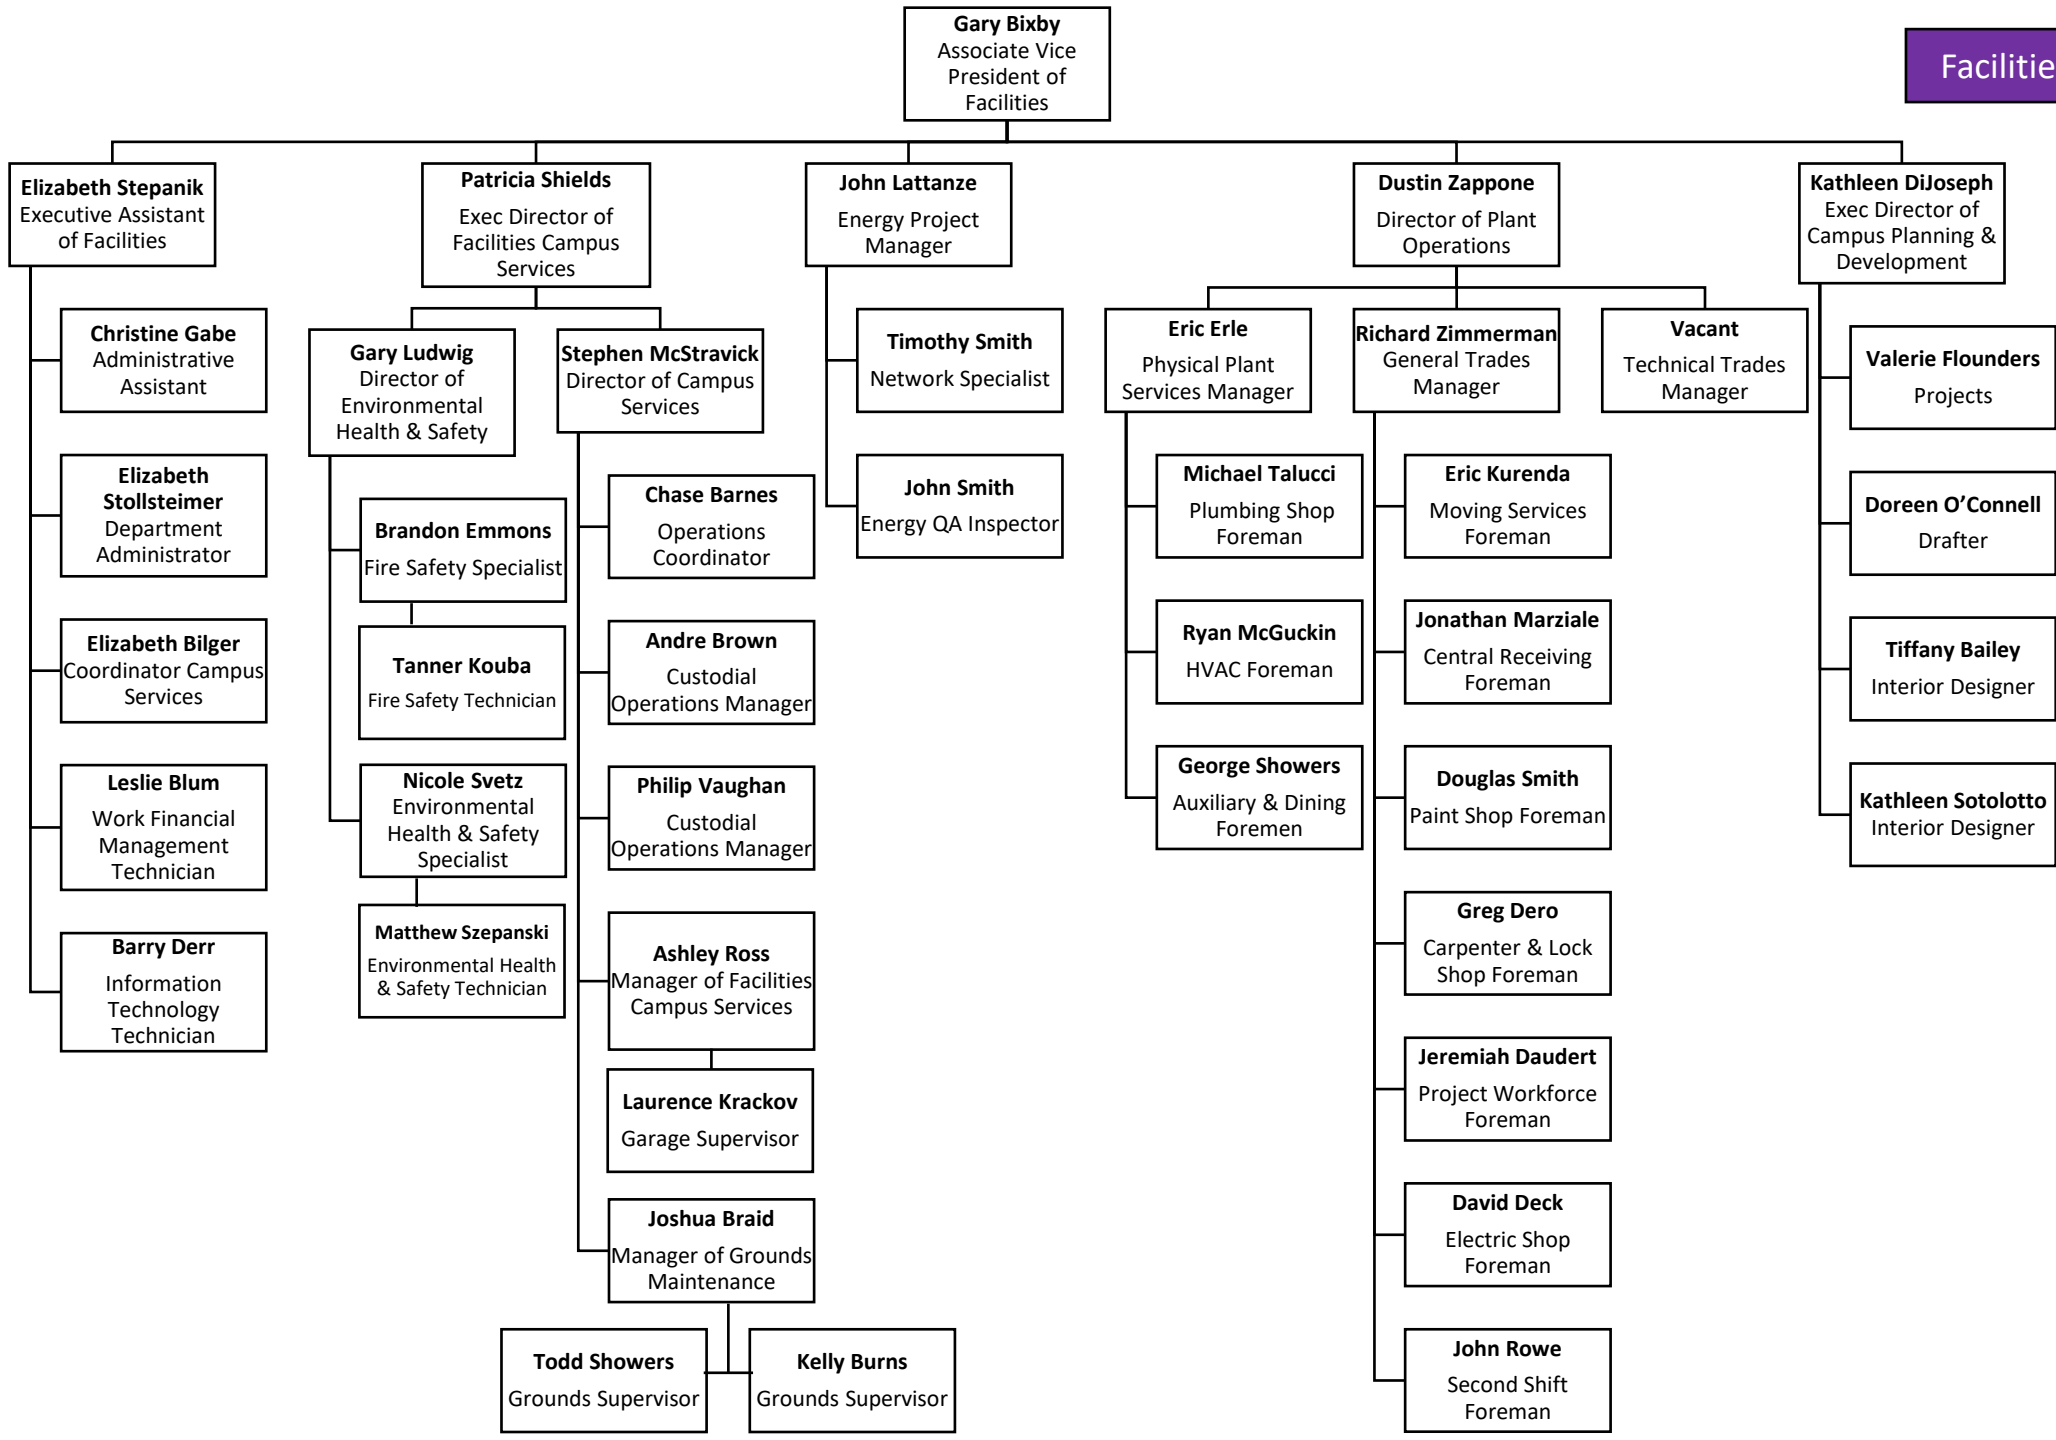 Gary Bixby
Associate Vice
President of
Facilities
Facilitie
Elizabeth Stepanik
Executive Assistant
of Facilities
Patricia Shields
Exec Director of
Facilities Campus
Services
John Lattanze
Energy Project
Manager
Dustin Zappone
Director of Plant
Operations
Kathleen DiJoseph
Exec Director of
Campus Planning &
Development
Christine Gabe
Administrative
Assistant
Elizabeth
Stollsteimer
Department
Administrator
Elizabeth Bilger
Coordinator Campus
Services
Leslie Blum
Work Financial
Management
Technician
Barry Derr
Information
Technology
Technician
Gary Ludwig
Director of
Environmental
Health & Safety
Brandon Emmons
Fire Safety Specialist
Tanner Kouba
Fire Safety Technician
Nicole Svetz
Environmental
Health & Safety
Specialist
Matthew Szepanski
Environmental Health
& Safety Technician
Stephen McStravick
Director of Campus
Services
Chase Barnes
Operations
Coordinator
Andre Brown
Custodial
Operations Manager
Philip Vaughan
Custodial
Operations Manager
Ashley Ross
Manager of Facilities
Campus Services
Laurence Krackov
Garage Supervisor
Joshua Braid
Manager of Grounds
Maintenance
Todd Showers
Grounds Supervisor
Kelly Burns
Grounds Supervisor
Timothy Smith
Network Specialist
John Smith
Energy QA Inspector
Eric Erle
Physical Plant
Services Manager
Michael Talucci
Plumbing Shop
Foreman
Ryan McGuckin
HVAC Foreman
George Showers
Auxiliary & Dining
Foremen
Richard Zimmerman
General Trades
Manager
Eric Kurenda
Moving Services
Foreman
Jonathan Marziale
Central Receiving
Foreman
Douglas Smith
Paint Shop Foreman
Greg Dero
Carpenter & Lock
Shop Foreman
Jeremiah Daudert
Project Workforce
Foreman
David Deck
Electric Shop
Foreman
John Rowe
Second Shift
Foreman
Vacant
Technical Trades
Manager
Valerie Flounders
Projects
Doreen O’Connell
Drafter
Tiffany Bailey
Interior Designer
Kathleen Sotolotto
Interior Designer